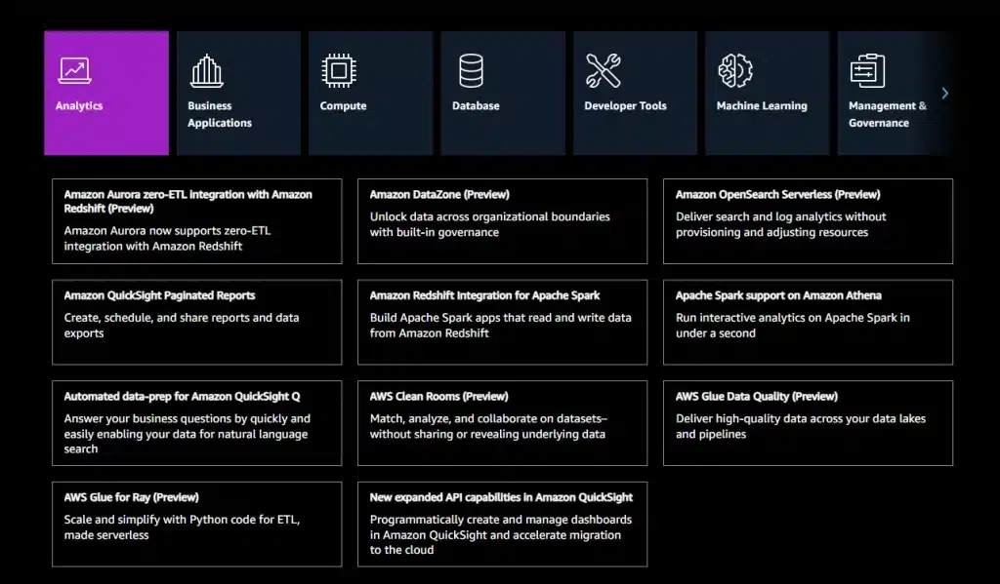 Analytics
Business
Applications
Compute
Database
Developer Tools
Machine Learning
Management &
Governance
Amazon Aurora zero-ETL integration with Amazon
Redshift (Preview)
Amazon Aurora now supports zero-ETL
integration with Amazon Redshift
Amazon DataZone (Preview)
Unlock data across organizational boundaries
with built-in governance
Amazon OpenSearch Serverless (Preview)
Deliver search and log analytics without
provisioning and adjusting resources
Amazon QuickSight Paginated Reports
Create, schedule, and share reports and data
exports
Amazon Redshift Integration for Apache Spark
Build Apache Spark apps that read and write data
from Amazon Redshift
Apache Spark support on Amazon Athena
Run interactive analytics on Apache Spark in
under a second
Automated data-prep for Amazon QuickSight Q
Answer your business questions by quickly and
easily enabling your data for natural language
search
AWS Clean Rooms (Preview)
Match, analyze, and collaborate on datasets–
without sharing or revealing underlying data
AWS Glue Data Quality (Preview)
Deliver high-quality data across your data lakes
and pipelines
AWS Glue for Ray (Preview)
Scale and simplify with Python code for ETL,
made serverless
New expanded API capabilities in Amazon QuickSight
Programmatically create and manage dashboards
in Amazon QuickSight and accelerate migration
to the cloud